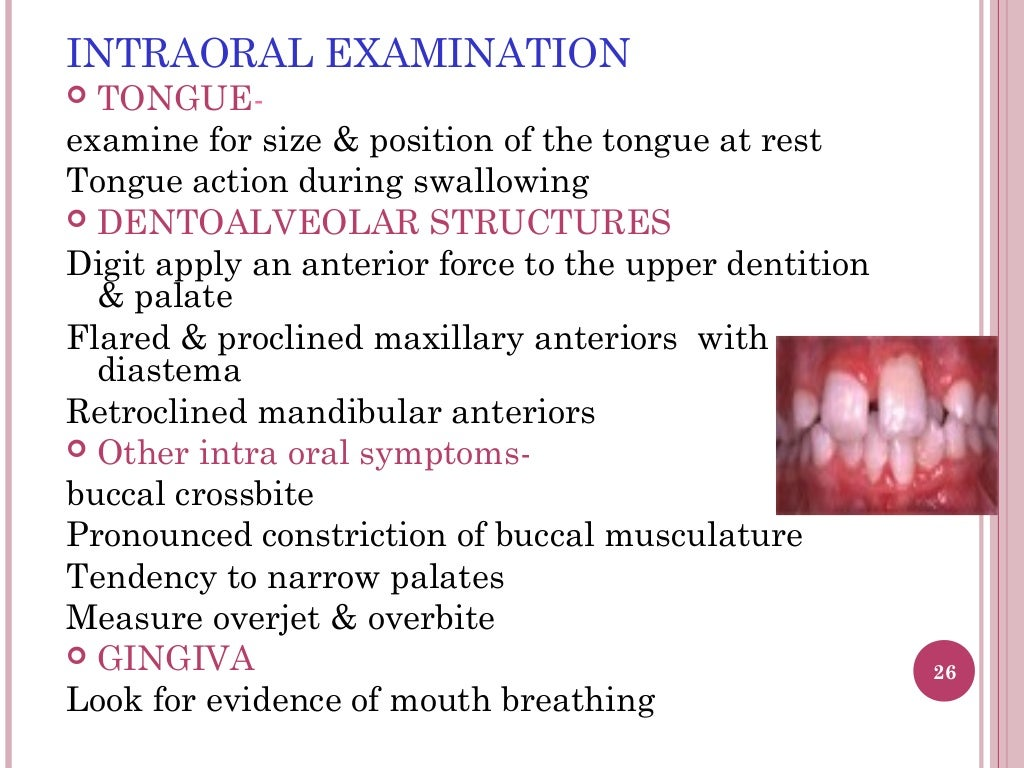 INTRAORAL EXAMINATION
TONGUE-
examine for size & position of the tongue at rest
Tongue action during swallowing
DENTOALVEOLAR STRUCTURES
Digit apply an anterior force to the upper dentition
& palate
Flared & proclined maxillary anteriors with
diastema
Retroclined mandibular anteriors
Other intra oral symptoms-
buccal crossbite
Pronounced constriction of buccal musculature
Tendency to narrow palates
Measure overjet & overbite
GINGIVA
26
Look for evidence of mouth breathing